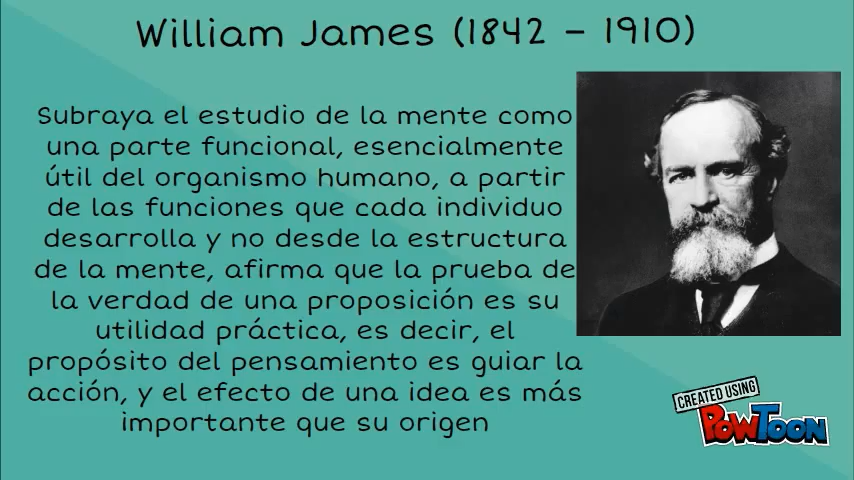 William James (1842 - 1910)
Subraya el estudio de la mente como
una parte funcional, esencialmente
útil del organismo humano, a partir
de las funciones que cada individuo
desarrolla y no desde la estructura
de la mente, afirma que la prueba de
la verdad de una proposición es su
utilidad práctica, es decir, el
propósito del pensamiento es guiar la
acción, y el efecto de una idea es más
importante que su origen
CREATED USING
POWTOON